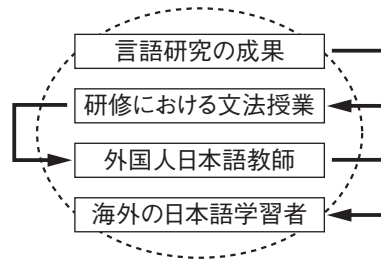 言語研究の成果
研修における文法授業
外国人日本語教師
海外の日本語学習者